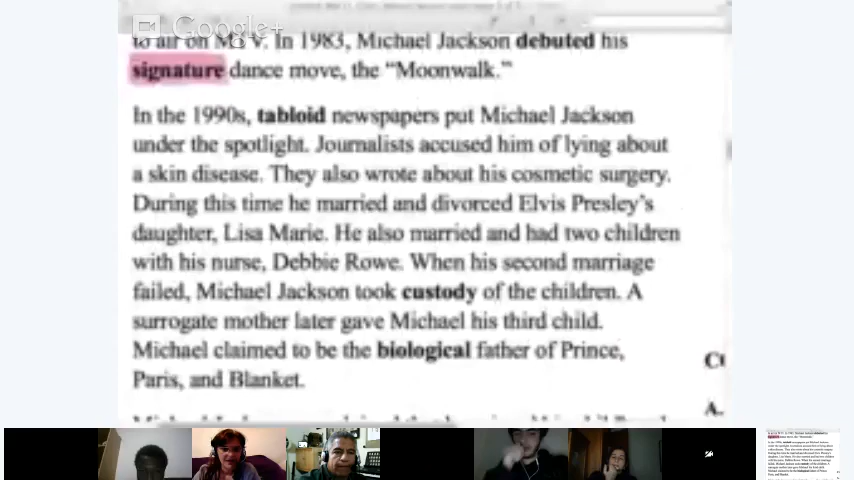 Google+
to air on MTV. In 1983, Michael Jackson debuted his
signature dance move, the “Moonwalk.”
In the 1990s, tabloid newspapers put Michael Jackson
under the spotlight. Journalists accused him of lying about
a skin disease. They also wrote about his cosmetic surgery.
During this time he married and divorced Elvis Presley’s
daughter, Lisa Marie. He also married and had two children
with his nurse, Debbie Rowe. When his second marriage
failed, Michael Jackson took custody of the children. A
surrogate mother later gave Michael his third child.
Michael claimed to be the biological father of Prince,
Paris, and Blanket.
A.